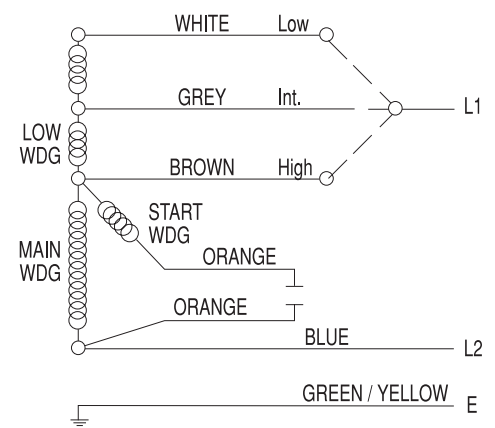 WHITE Low
GREY Int.
L1
LOW
WDG
BROWN High
START
WDG
MAIN
WDG
ORANGE
ORANGE
BLUE
L2
GREEN / YELLOW
E